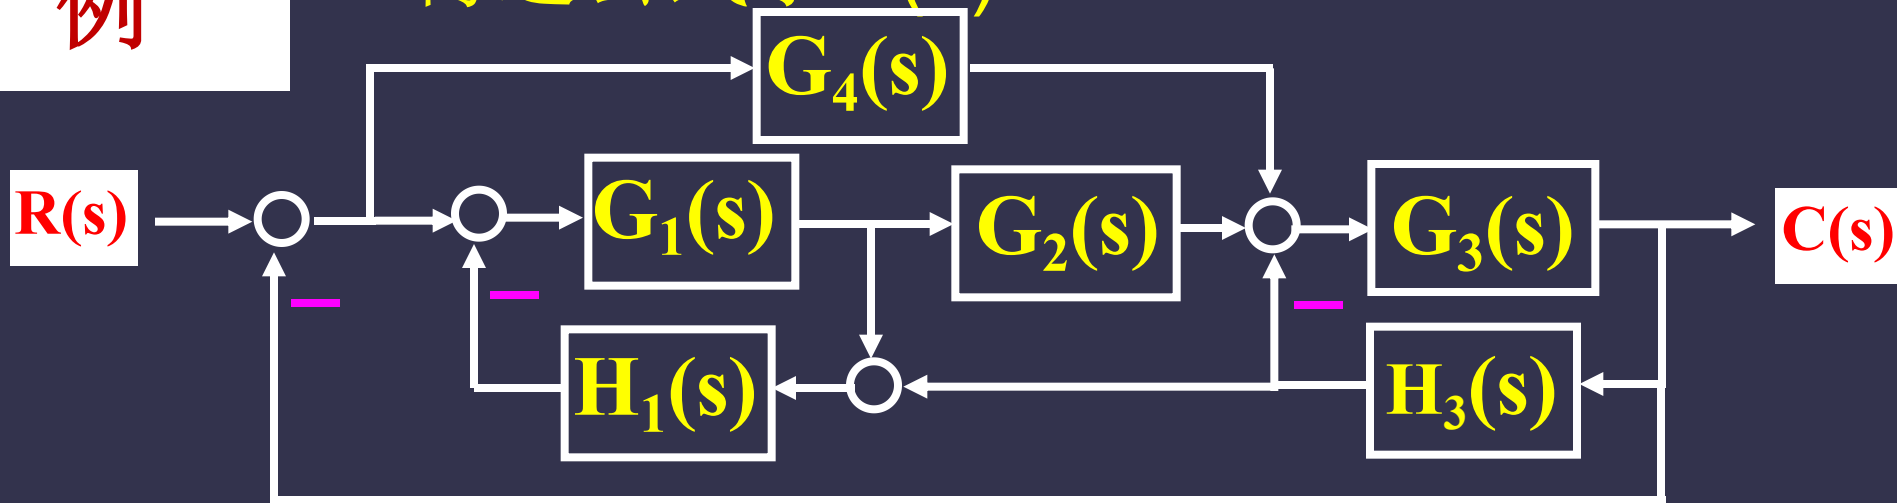 例
G₄(s)
R(s)
G₁(s)
G₂(s)
G₃(s)
C(s)
H₁(s)
H₃(s)